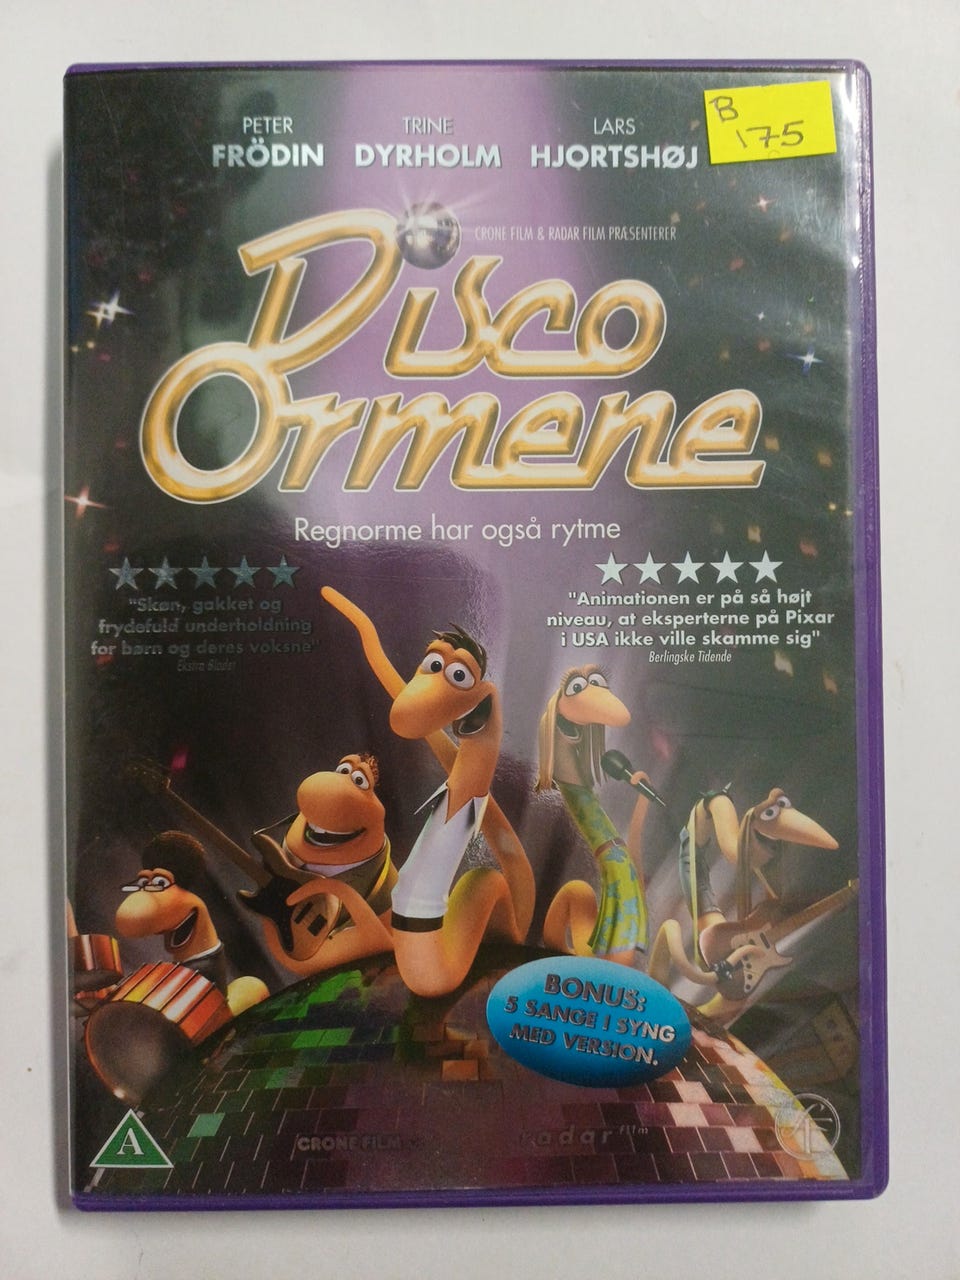 PETER FRÖDIN
TRINE DYRHOLM
LARS HJORTSHØJ
B
175
CRONE FILM & RADAR FILM PRÆSENTERER
Disco
Ormene
Regnorme har også rytme
"Skøn, gakket og
frydefuld underholdning
for børn og deres voksne"
Ekstra Bladet
"Animationen er på så højt
niveau, at eksperterne på Pixar
i USA ikke ville skamme sig"
Berlingske Tidende
BONUS:
5 SANGE I SYNG
MED VERSION.
A
CRONE FILM
radar film